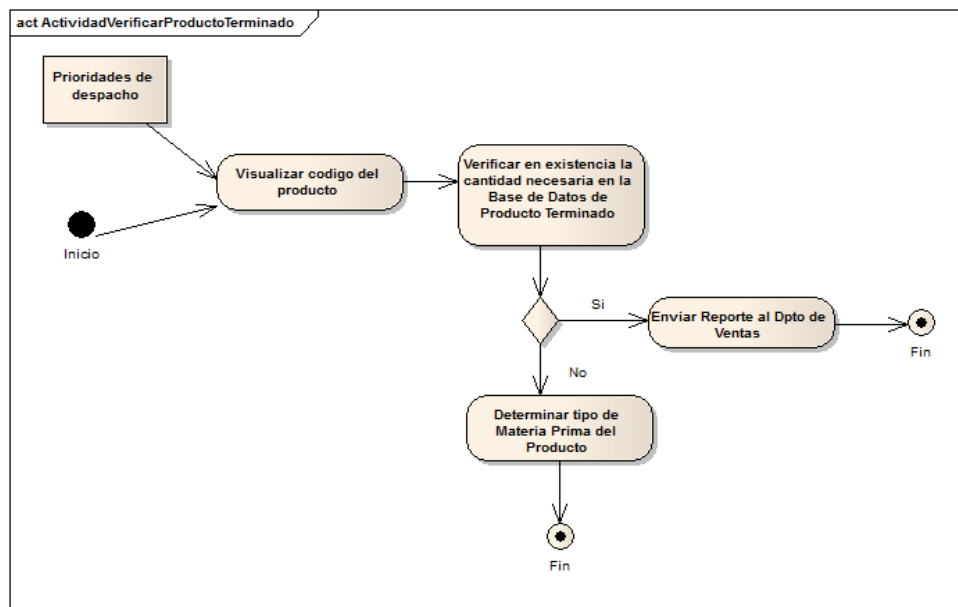 act ActividadVerificarProductoTerminado
Prioridades de
despacho
Visualizar codigo del
producto
Verificar en existencia la
cantidad necesaria en la
Base de Datos de
Producto Terminado
Inicio
Si
Enviar Reporte al Dpto de
Ventas
Fin
No
Determinar tipo de
Materia Prima del
Producto
Fin